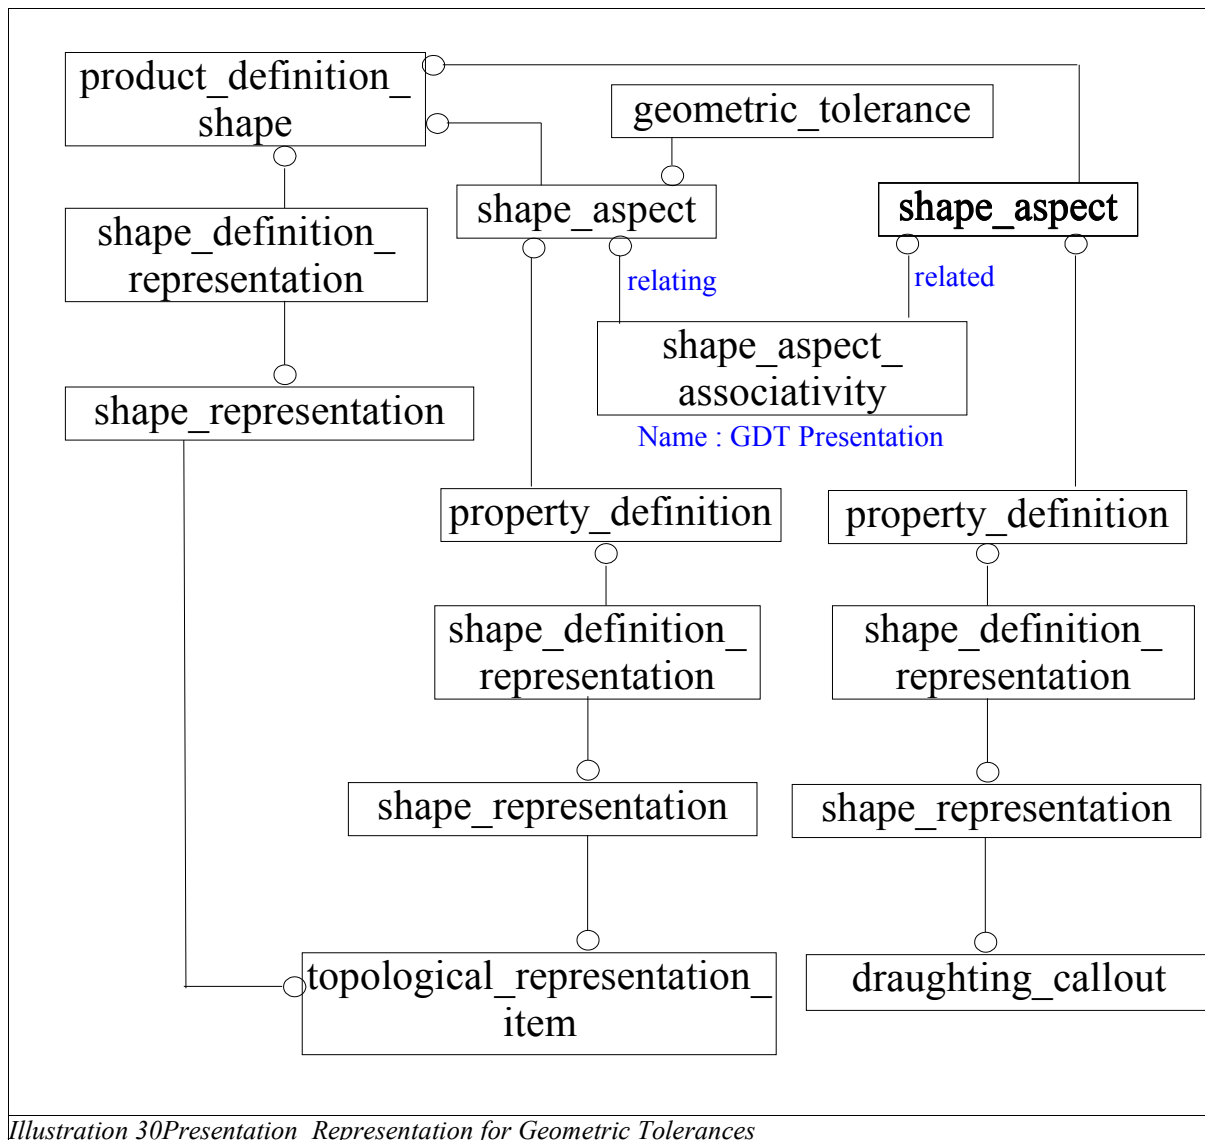 product_definition_
shape
geometric_tolerance
shape_aspect
shape_aspect
shape_definition_
representation
relating
related
shape_aspect_
associativity
Name : GDT Presentation
shape_representation
property_definition
property_definition
shape_definition_
representation
shape_definition_
representation
shape_representation
shape_representation
topological_representation_
item
draughting_callout
Illustration 30Presentation Representation for Geometric Tolerances